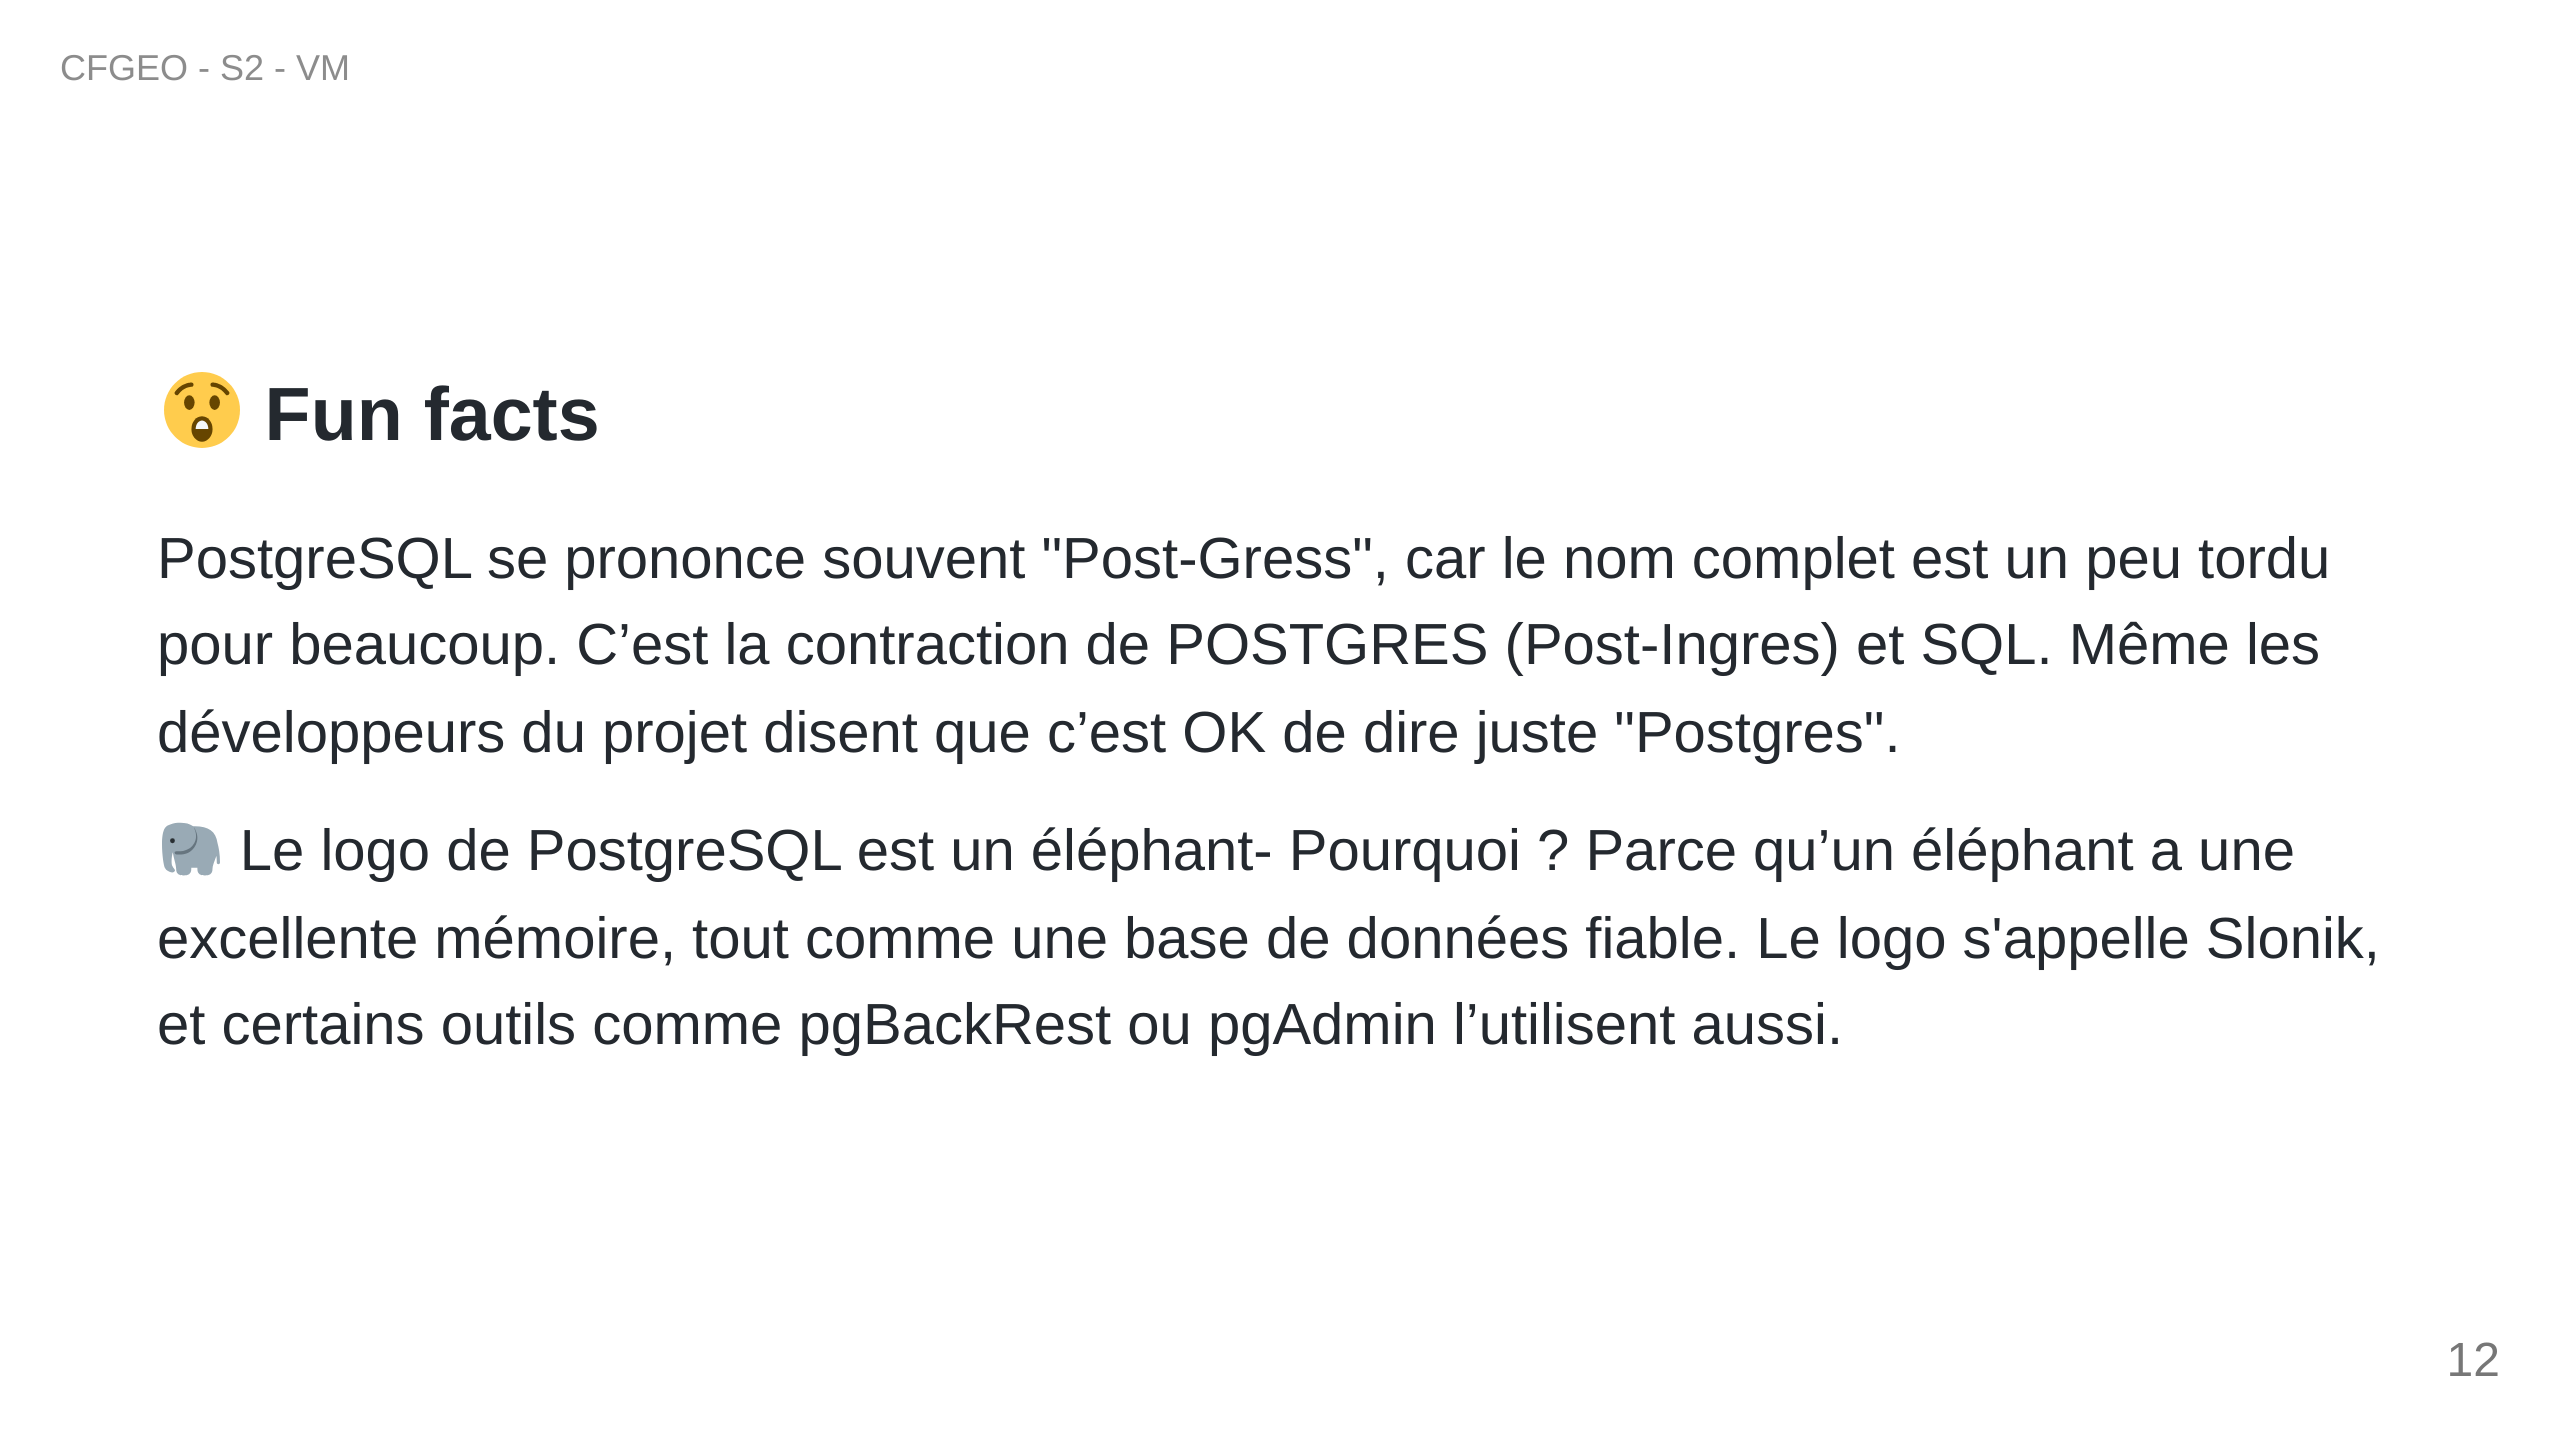 CFGEO - S2 - VM
😲 Fun facts
PostgreSQL se prononce souvent "Post-Gress", car le nom complet est un peu tordu
pour beaucoup. C’est la contraction de POSTGRES (Post-Ingres) et SQL. Même les
développeurs du projet disent que c’est OK de dire juste "Postgres".
🐘 Le logo de PostgreSQL est un éléphant- Pourquoi ? Parce qu’un éléphant a une
excellente mémoire, tout comme une base de données fiable. Le logo s'appelle Slonik,
et certains outils comme pgBackRest ou pgAdmin l’utilisent aussi.
12